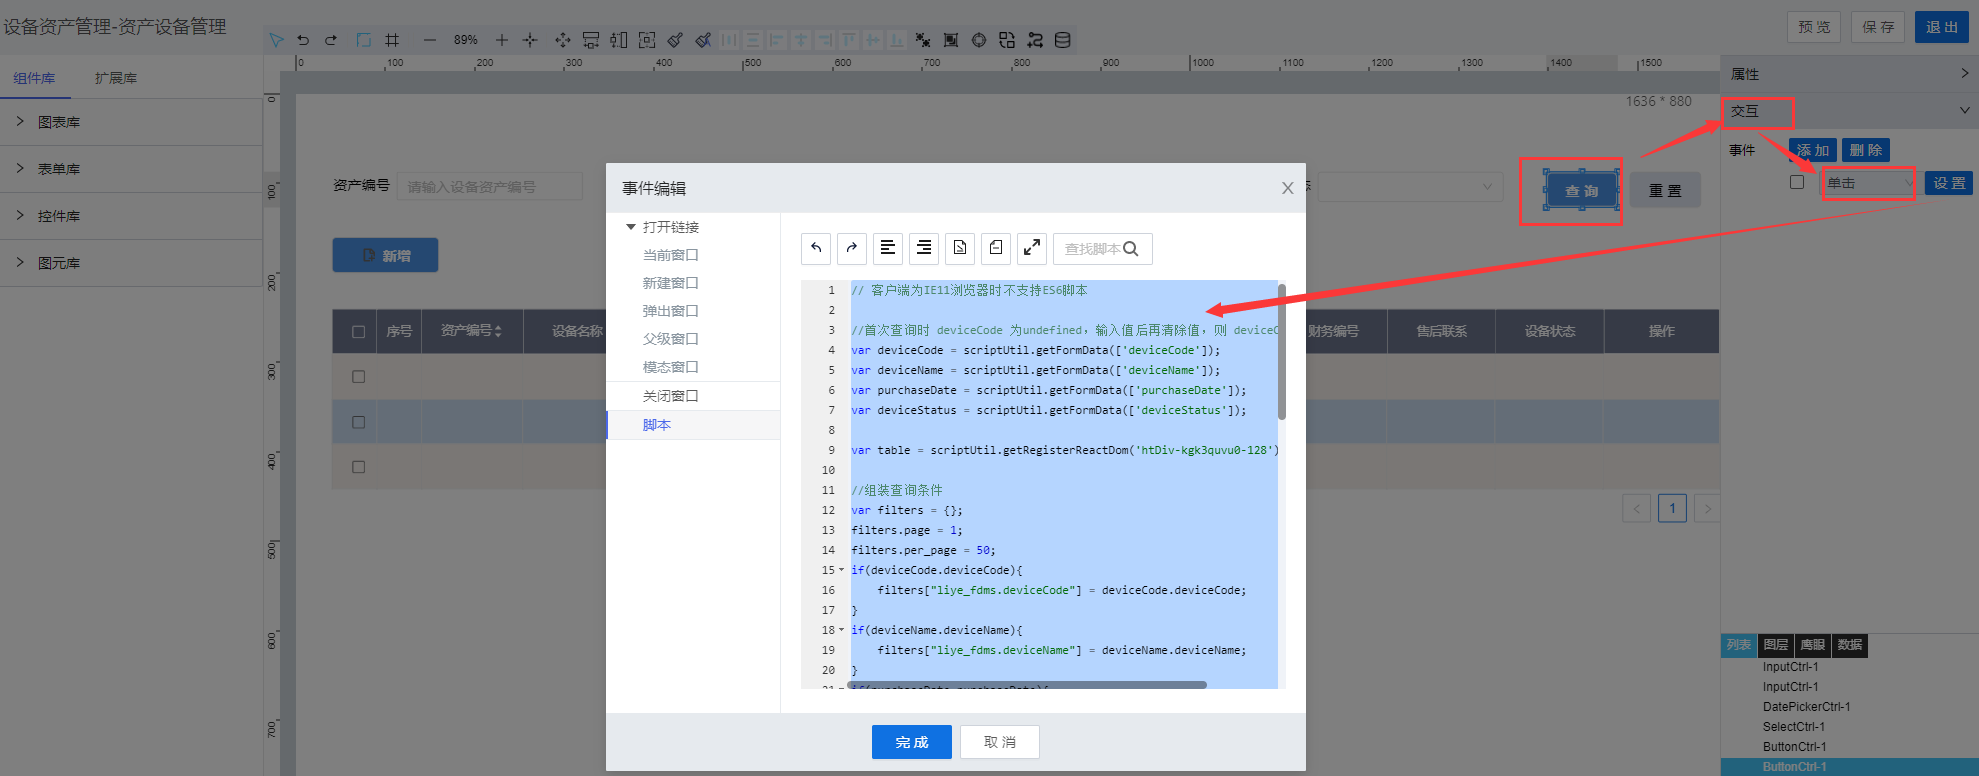 设备资产管理-资产设备管理
89%
预 览
保 存
退 出
组件库
扩展库
图表库
表单库
控件库
图元库
0 100 200 300 400 500 600 700 800 900 1000 1100 1200 1300 1400 1500
0
100
200
300
400
500
600
700
1636 * 880
资产编号
请输入设备资产编号
查 询
重 置
新增
序号
资产编号
设备名称
财务编号
售后联系
设备状态
操作
1
事件编辑
X
打开链接
当前窗口
新建窗口
弹出窗口
父级窗口
模态窗口
关闭窗口
脚本
查找脚本
1 // 客户端为IE11浏览器时不支持ES6脚本
2
3 //首次查询时 deviceCode 为undefined，输入值后再清除值，则 deviceC
4 var deviceCode = scriptUtil.getFormData(['deviceCode']);
5 var deviceName = scriptUtil.getFormData(['deviceName']);
6 var purchaseDate = scriptUtil.getFormData(['purchaseDate']);
7 var deviceStatus = scriptUtil.getFormData(['deviceStatus']);
8
9 var table = scriptUtil.getRegisterReactDom('htDiv-kgk3quvu0-128')
10
11 //组装查询条件
12 var filters = {};
13 filters.page = 1;
14 filters.per_page = 50;
15 if(deviceCode.deviceCode){
16 filters["liye_fdms.deviceCode"] = deviceCode.deviceCode;
17 }
18 if(deviceName.deviceName){
19 filters["liye_fdms.deviceName"] = deviceName.deviceName;
20 }
21 if(purchaseDate.purchaseDate){
完 成
取 消
属性
交互
事件
添 加
删 除
单击
设 置
列表
图层
鹰眼
数据
InputCtrl-1
InputCtrl-1
DatePickerCtrl-1
SelectCtrl-1
ButtonCtrl-1
ButtonCtrl-1